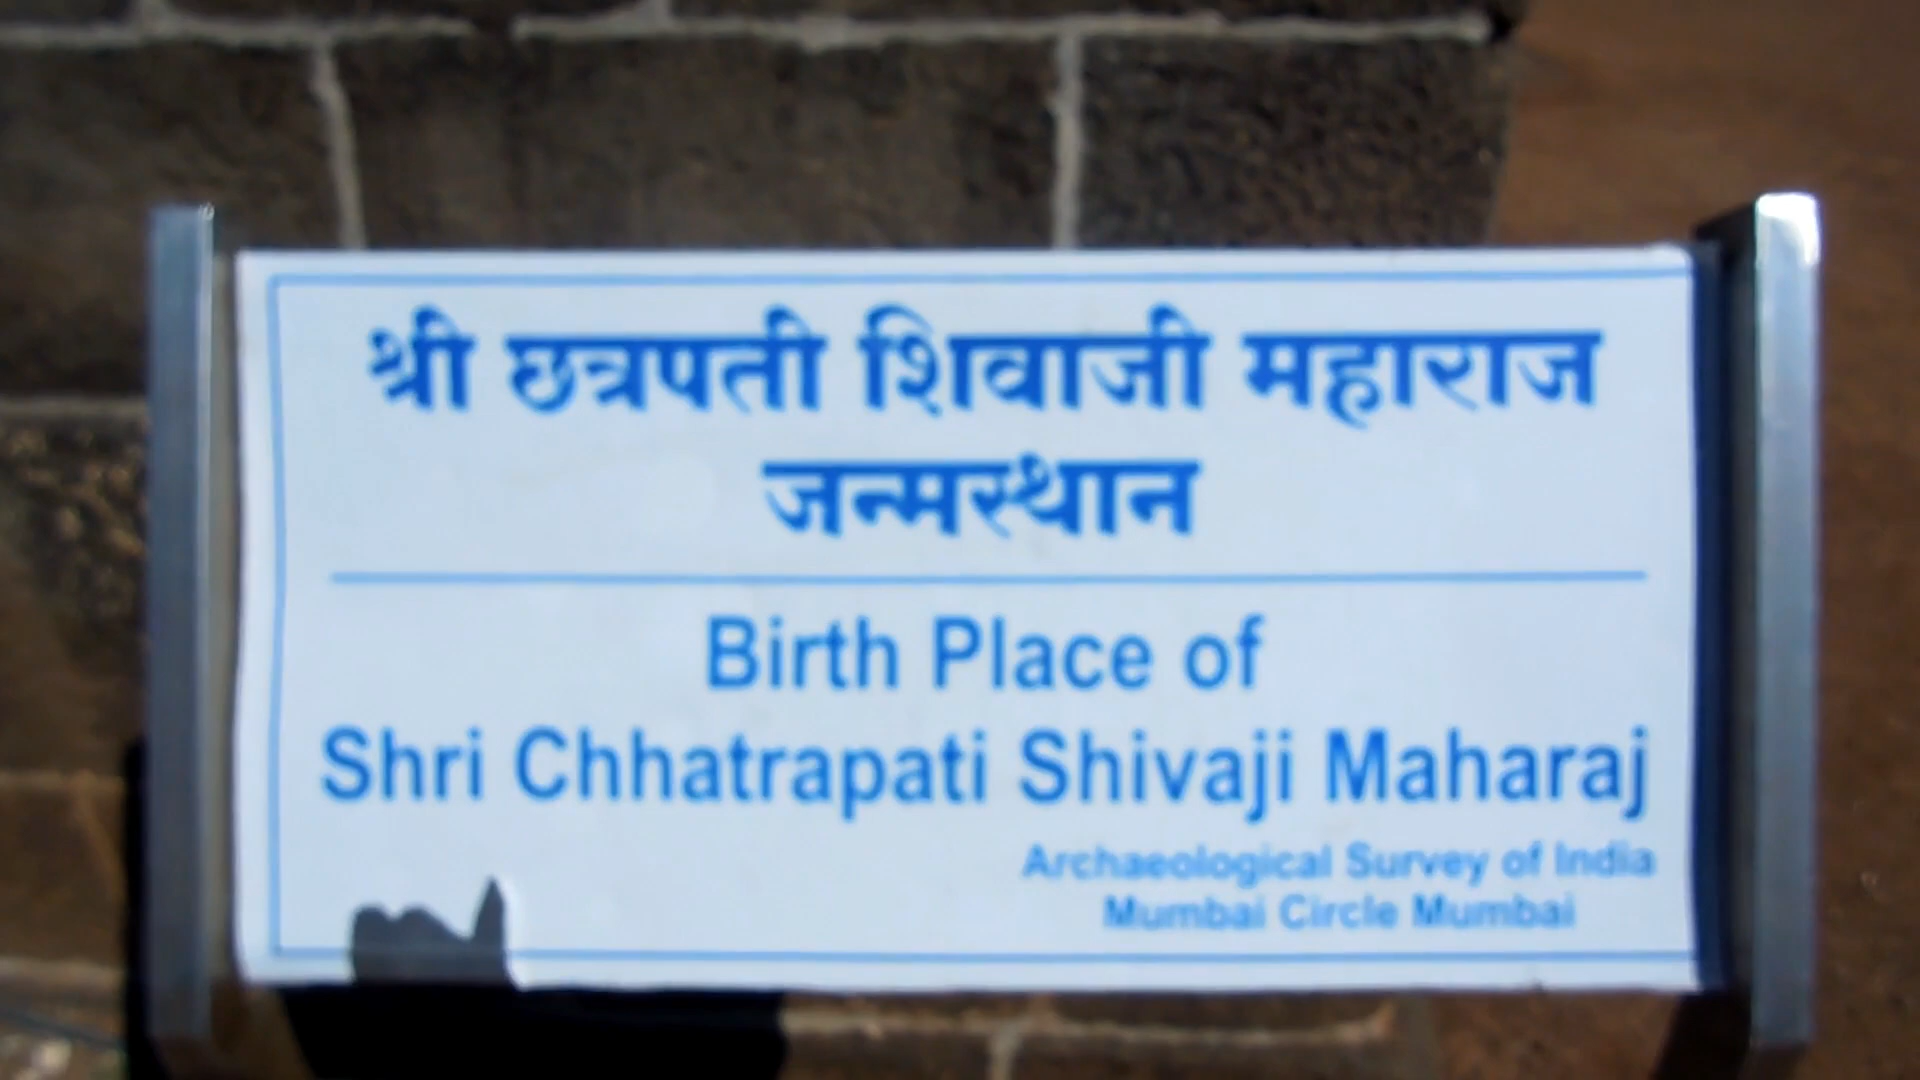 श्री छत्रपती शिवाजी महाराज
जन्मस्थान
Birth Place of
Shri Chhatrapati Shivaji Maharaj
Archaeological Survey of India
Mumbai Circle Mumbai